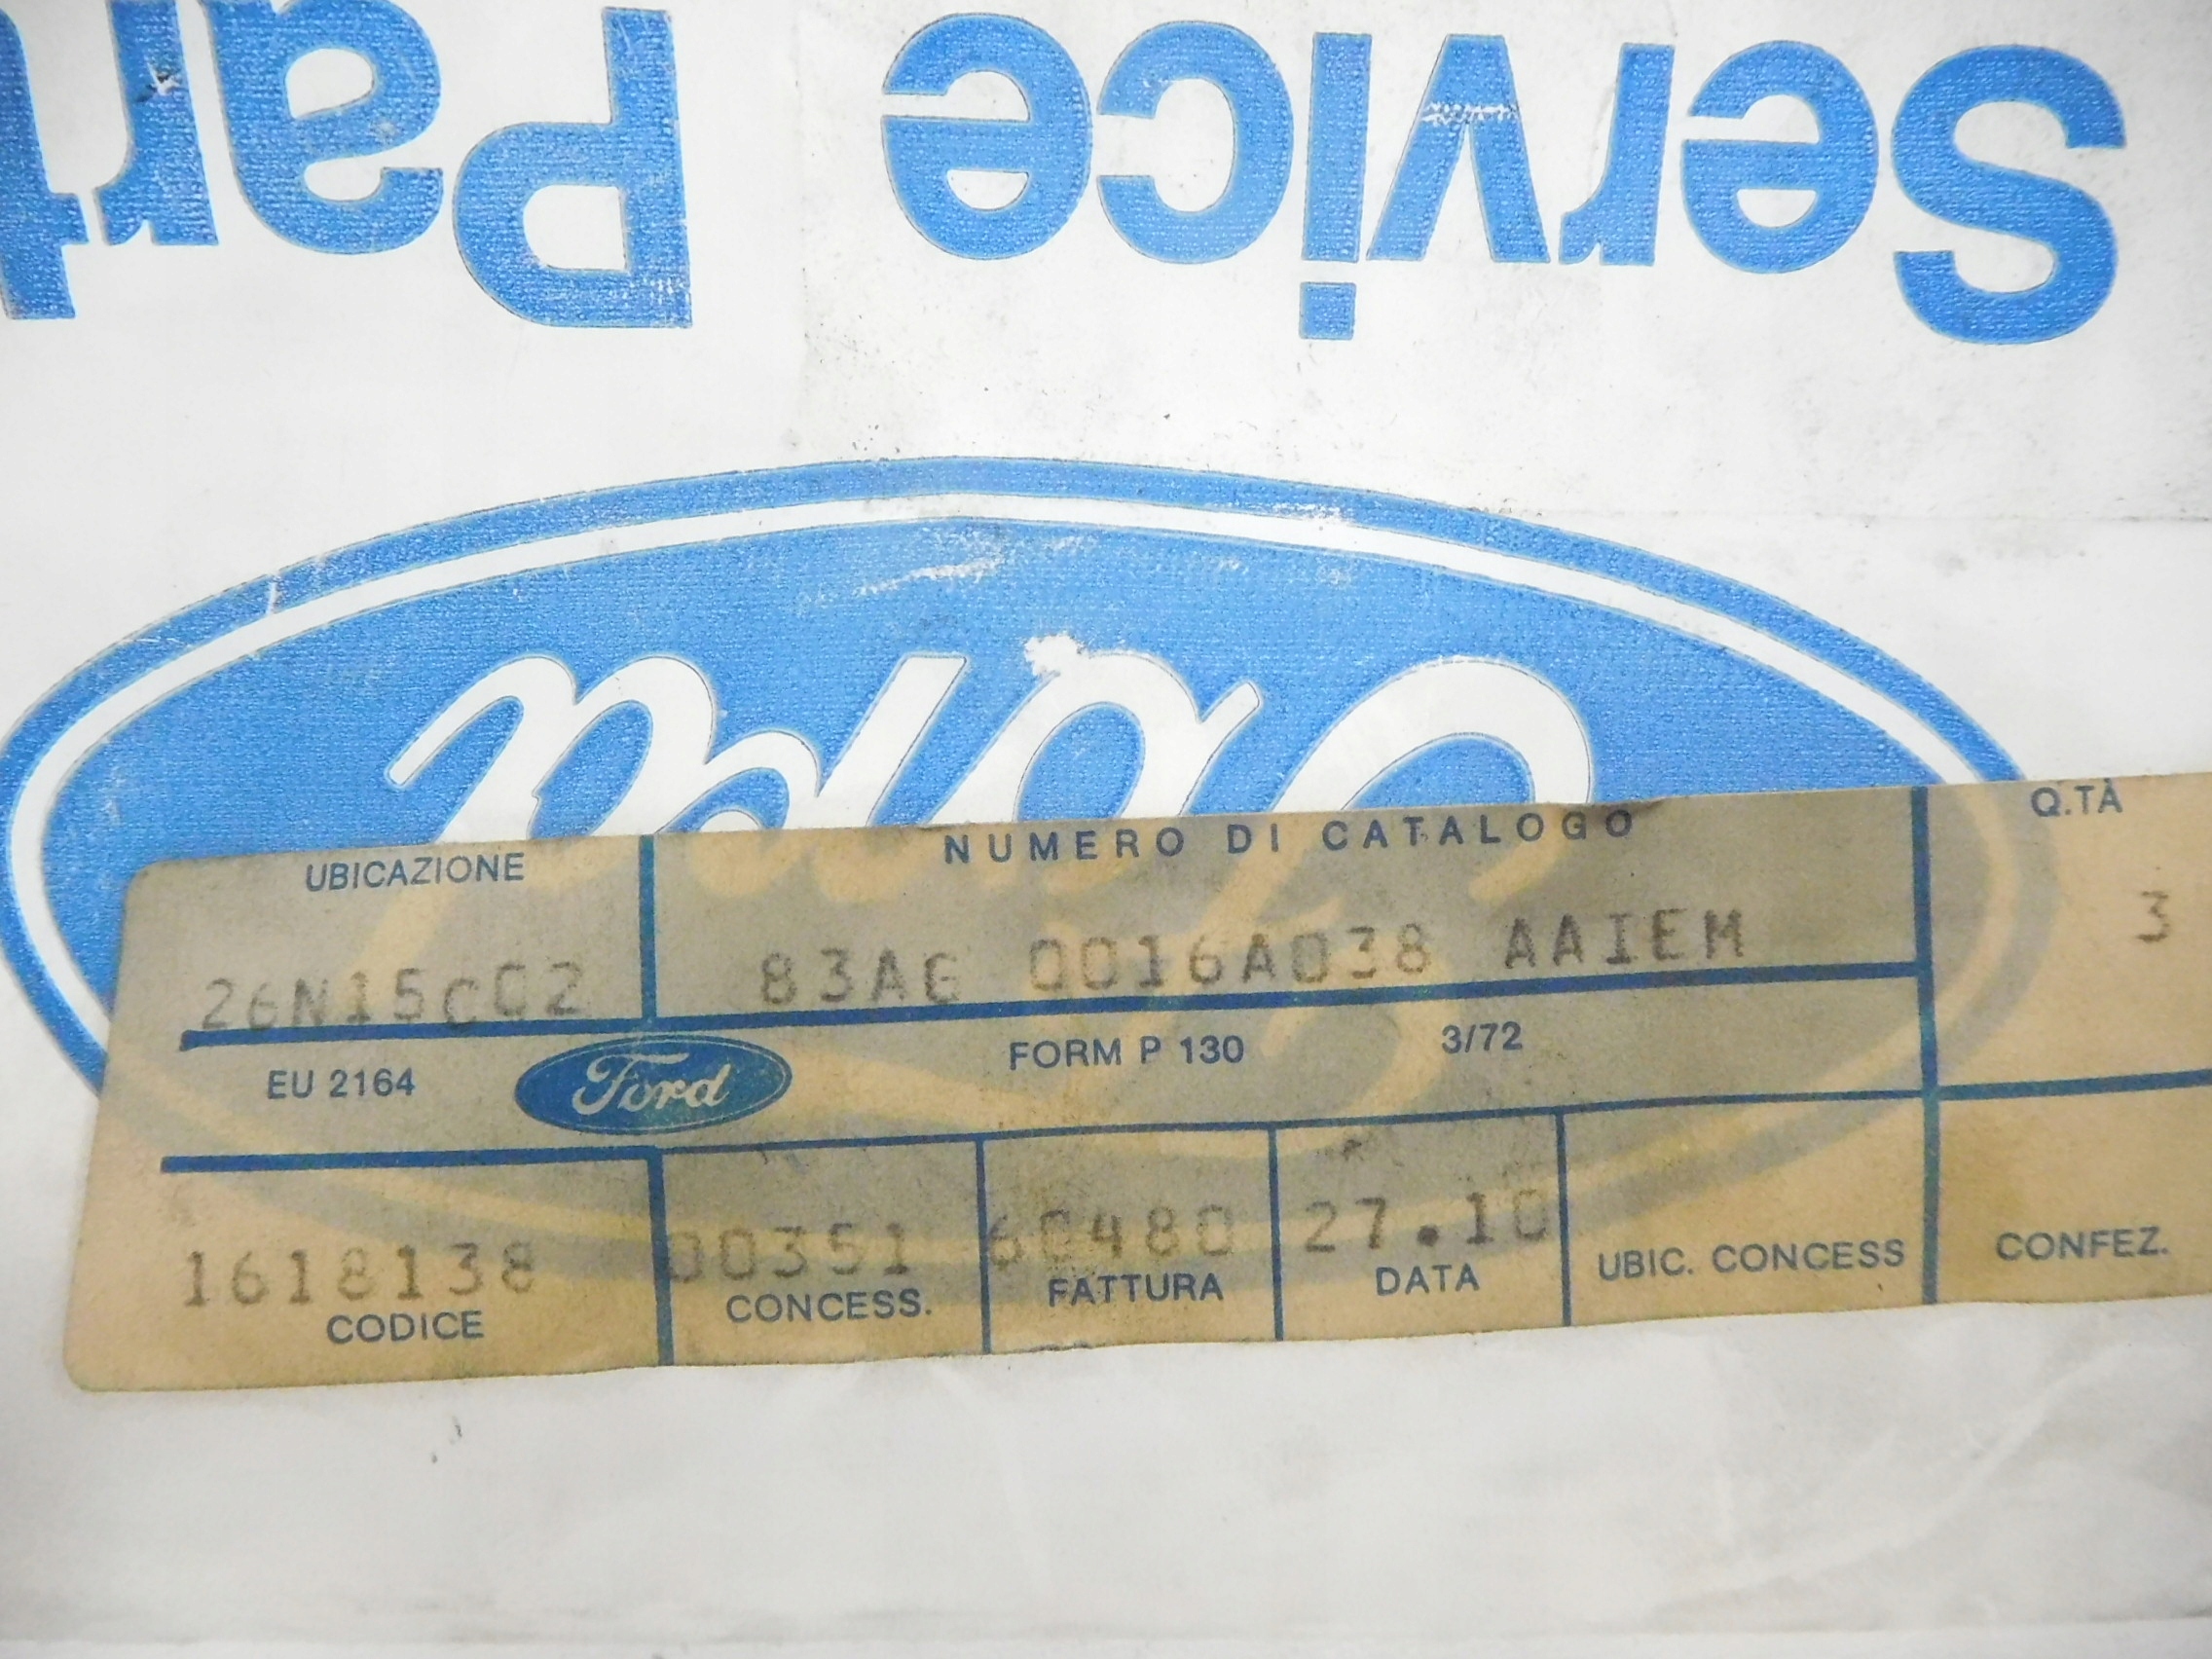 Service Part
Ford
UBICAZIONE NUMERO DI CATALOGO Q.TÀ
26N15C02 83AG 0016A038 AAIEM 3
EU 2164 Ford FORM P 130 3/72
1618138 00351 60480 27.10
CODICE CONCESS. FATTURA DATA UBIC. CONCESS CONFEZ.